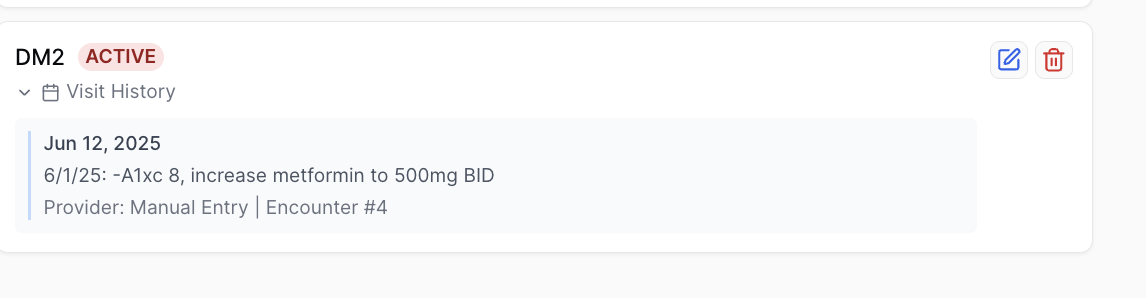 DM2 ACTIVE
Visit History
Jun 12, 2025
6/1/25: -A1xc 8, increase metformin to 500mg BID
Provider: Manual Entry | Encounter #4